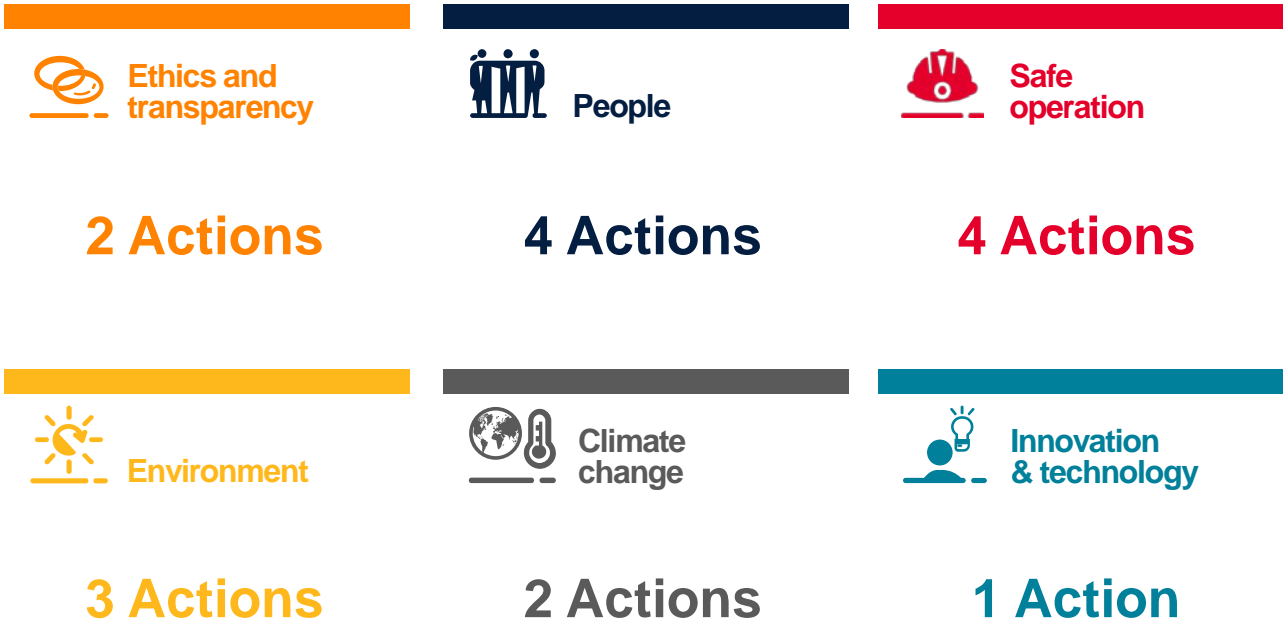 Ethics and
transparency
2 Actions
People
4 Actions
Safe
operation
4 Actions
Environment
3 Actions
Climate
change
2 Actions
Innovation
& technology
1 Action